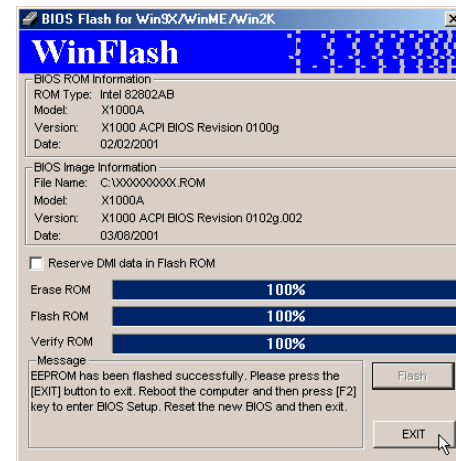 BIOS Flash for Win9X/WinME/Win2K
WinFlash
BIOS ROM Information
ROM Type: Intel 82802AB
Model: X1000A
Version: X1000 ACPI BIOS Revision 0100g
Date: 02/02/2001
BIOS Image Information
File Name: C:\XXXXXXXXX.ROM
Model: X1000A
Version: X1000 ACPI BIOS Revision 0102g.002
Date: 03/08/2001
Reserve DMI data in Flash ROM
Erase ROM 100%
Flash ROM 100%
Verify ROM 100%
Message
EEPROM has been flashed successfully. Please press the
[EXIT] button to exit. Reboot the computer and then press [F2]
key to enter BIOS Setup. Reset the new BIOS and then exit.
Flash
EXIT